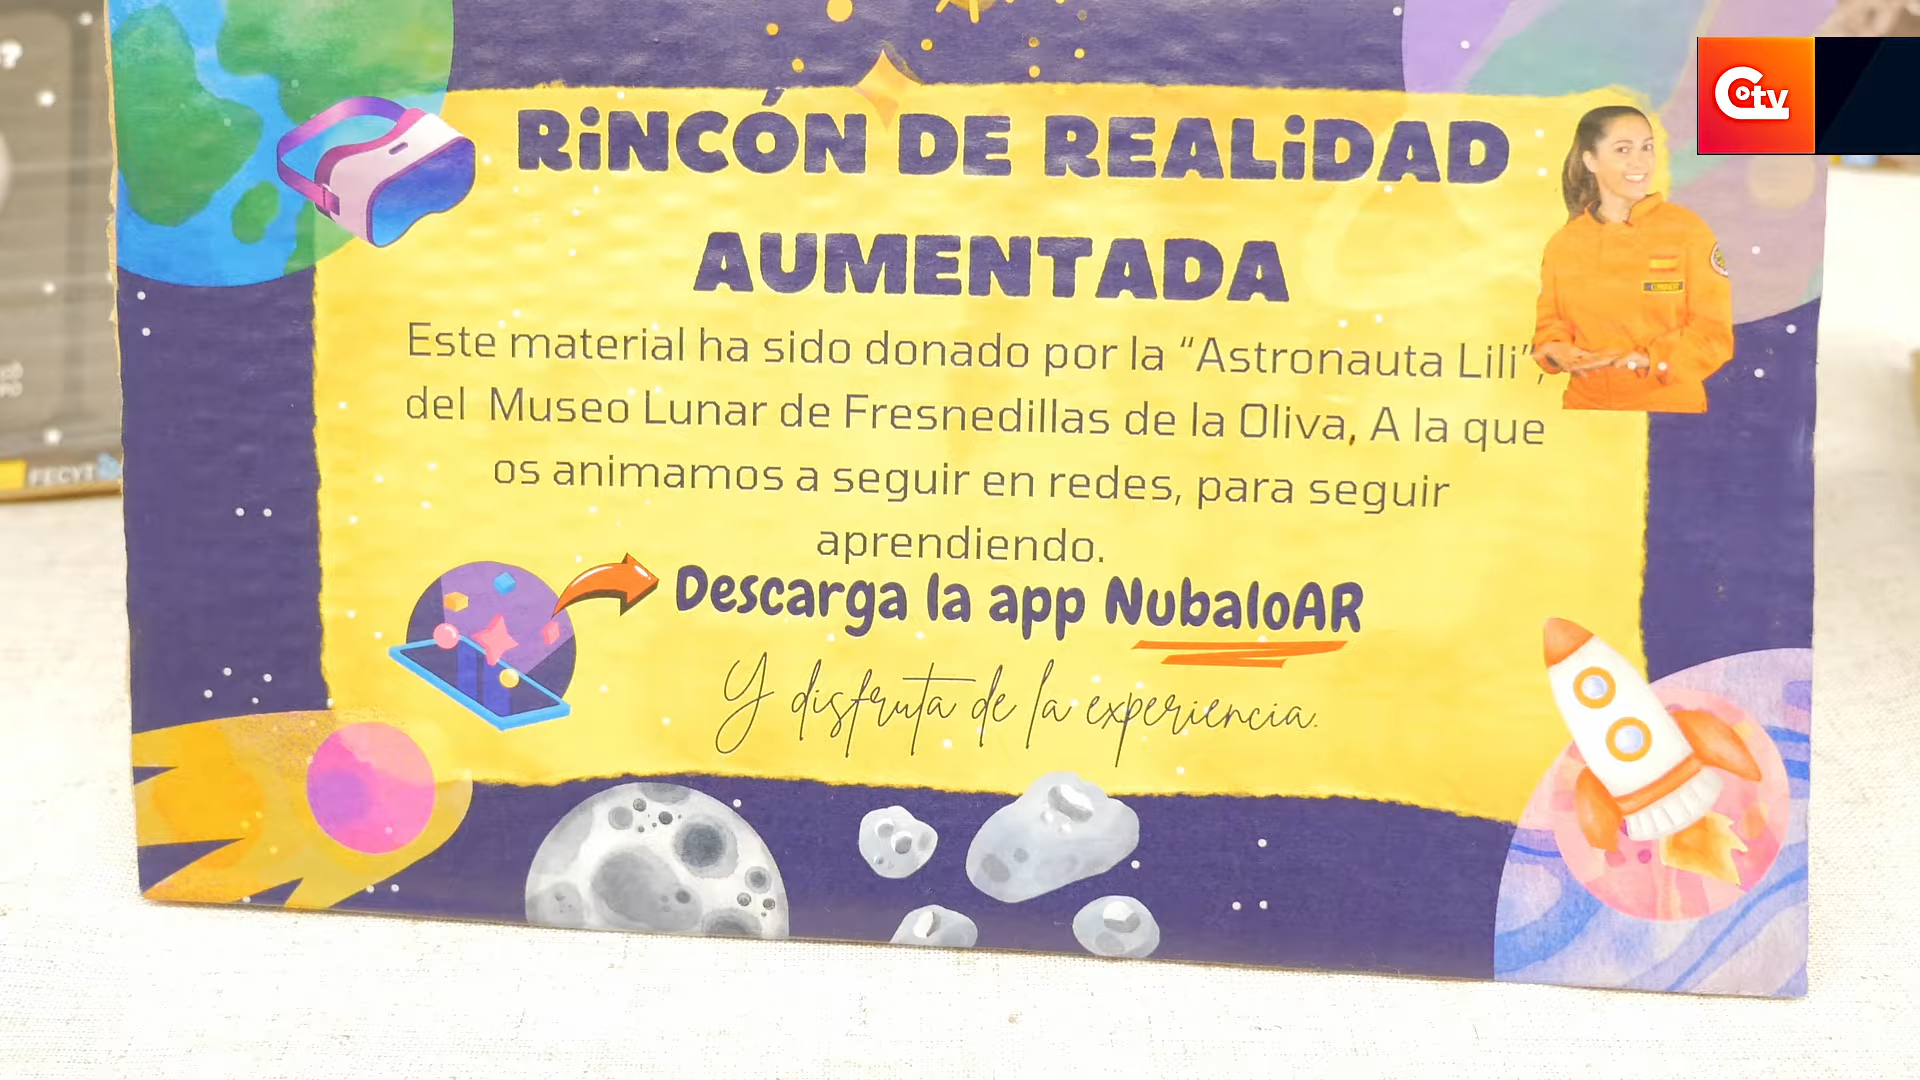 Ctv
RiNCÓN DE REALiDAD
AUMENTADA
Este material ha sido donado por la “Astronauta Lili”,
del Museo Lunar de Fresnedillas de la Oliva, A la que
os animamos a seguir en redes, para seguir
aprendiendo.
Descarga la app NubaloAR
Y disfruta de la experiencia.
FECYT